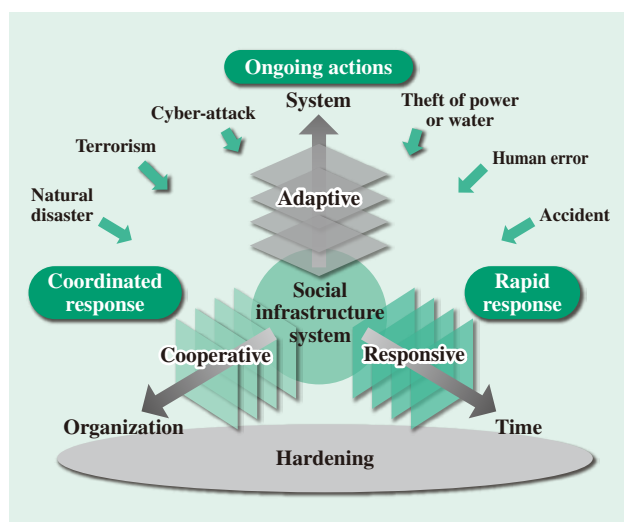 Ongoing actions
System
Cyber-attack
Theft of power
or water
Terrorism
Human error
Natural
disaster
Adaptive
Accident
Coordinated
response
Rapid
response
Social
infrastructure
system
Cooperative
Responsive
Organization
Time
Hardening